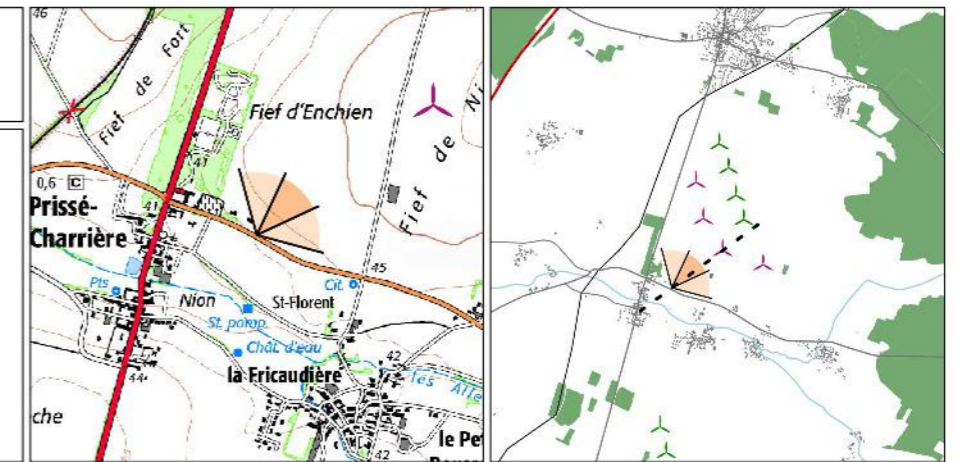 46
Fief de Fort
Fief d'Enchien
Fief de Ni
41
0,6 C
41
Prissé-
Charrière
45
Cit.
Pts
Nion
St-Florent
St. pomp.
Chât. d'eau
42
la Fricaudière
44
che
le Pe
42